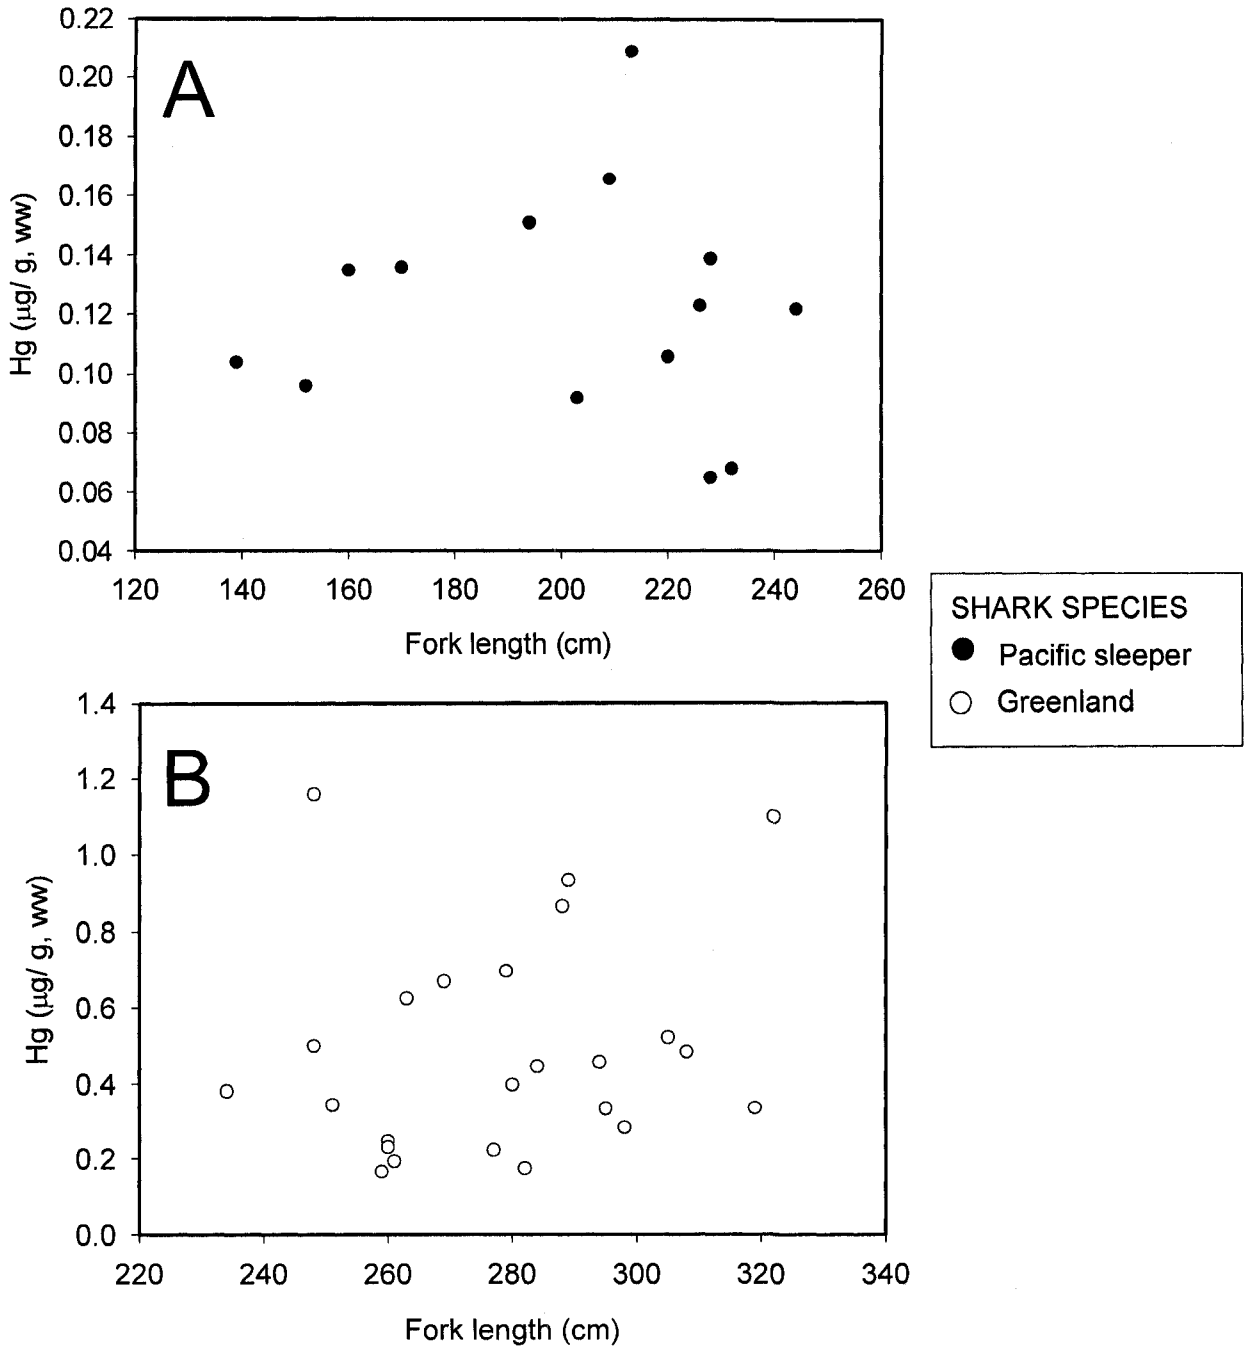 0.22
0.20
0.18
0.16
0.14
0.12
0.10
0.08
0.06
0.04
Hg (μg/ g, ww)
A
120 140 160 180 200 220 240 260
Fork length (cm)
SHARK SPECIES
Pacific sleeper
Greenland
1.4
1.2
1.0
0.8
0.6
0.4
0.2
0.0
Hg (μg/ g, ww)
B
220 240 260 280 300 320 340
Fork length (cm)